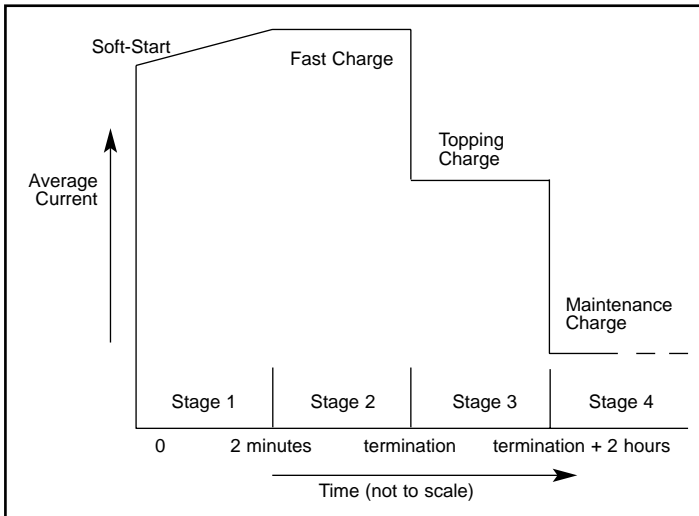 Soft-Start
Fast Charge
Topping
Charge
Average
Current
Maintenance
Charge
Stage 1
Stage 2
Stage 3
Stage 4
0
2 minutes
termination
termination + 2 hours
Time (not to scale)